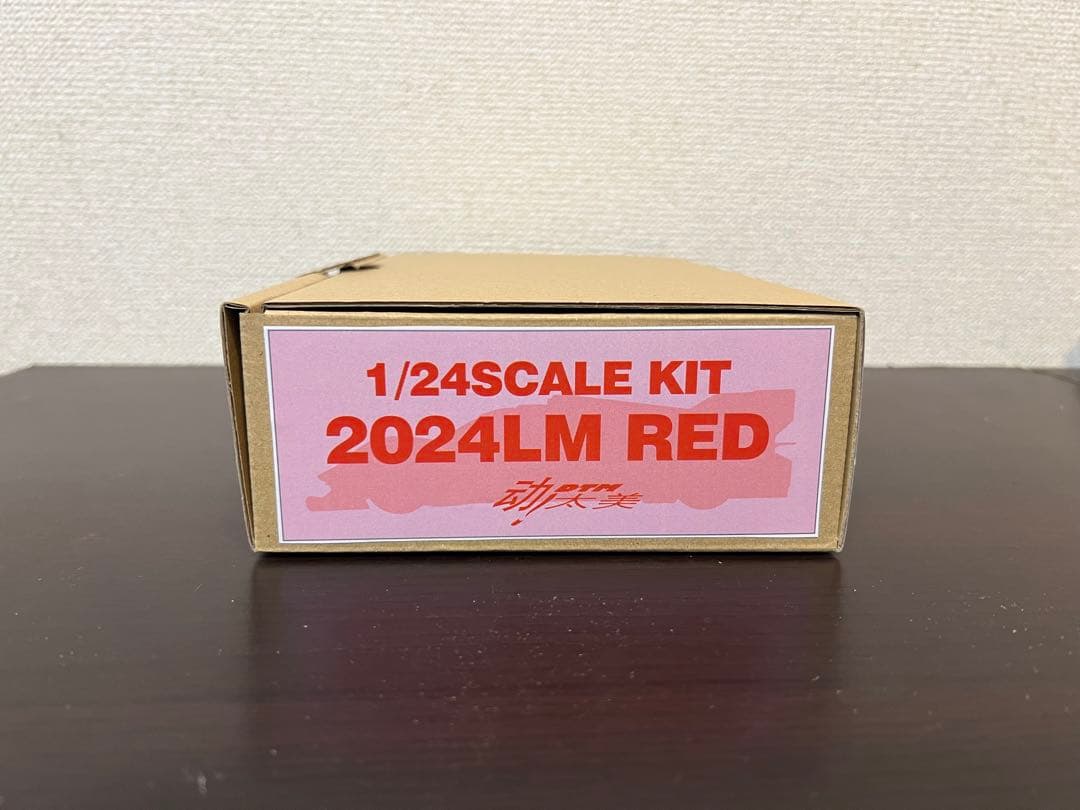 1/24SCALE KIT
2024LM RED
DTM
动太美